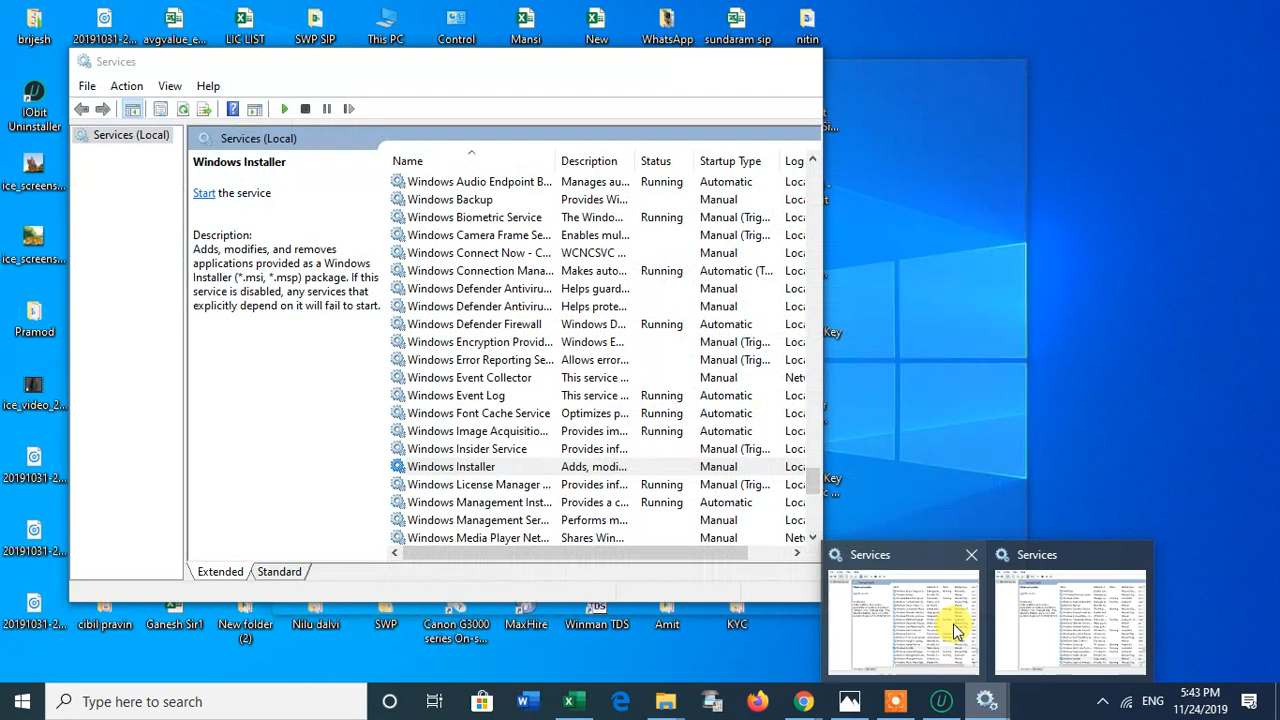 brijesh
20191031-2...
avgvalue_e...
LIC LIST
SWP SIP
This PC
Control
Mansi
New
WhatsApp
sundaram sip
nitin
Services
File Action View Help
IObit
Uninstaller
Services (Local)
Services (Local)
Windows Installer
Start the service
Description:
Adds, modifies, and removes
applications provided as a Windows
Installer (*.msi, *.msp) package. If this
service is disabled, any services that
explicitly depend on it will fail to start.
Name Description Status Startup Type Log
Windows Audio Endpoint B... Manages au... Running Automatic Loca
Windows Backup Provides Wi... Manual Loca
Windows Biometric Service The Windo... Running Manual (Trig... Loca
Windows Camera Frame Se... Enables mul... Manual (Trig... Loca
Windows Connect Now - C... WCNCSVC ... Manual Loca
Windows Connection Mana... Makes auto... Running Automatic (T... Loca
Windows Defender Antiviru... Helps guard... Manual Loca
Windows Defender Antiviru... Helps prote... Manual Loca
Windows Defender Firewall Windows D... Running Automatic Loca
Windows Encryption Provid... Windows E... Manual (Trig... Loca
Windows Error Reporting Se... Allows error... Manual (Trig... Loca
Windows Event Collector This service ... Manual Netv
Windows Event Log This service ... Running Automatic Loca
Windows Font Cache Service Optimizes p... Running Automatic Loca
Windows Image Acquisitio... Provides im... Running Automatic Loca
Windows Insider Service Provides inf... Manual (Trig... Loca
Windows Installer Adds, modi... Manual Loca
Windows License Manager ... Provides inf... Running Manual (Trig... Loca
Windows Management Inst... Provides a c... Running Automatic Loca
Windows Management Ser... Performs m... Manual Loca
Windows Media Player Net... Shares Win... Manual Netv
Extended Standard
ice_screens...
ice_screens...
Pramod
ice_video_2...
20191031-2...
20191031-2...
20191031-2...
Key
Key
Services
Services
cibil pravin
Ganesh
New folder
(2)
Canon G3000
series On-s...
MaxHire
Winman TDS
Amit
KYC
Type here to search
ENG
5:43 PM
11/24/2019